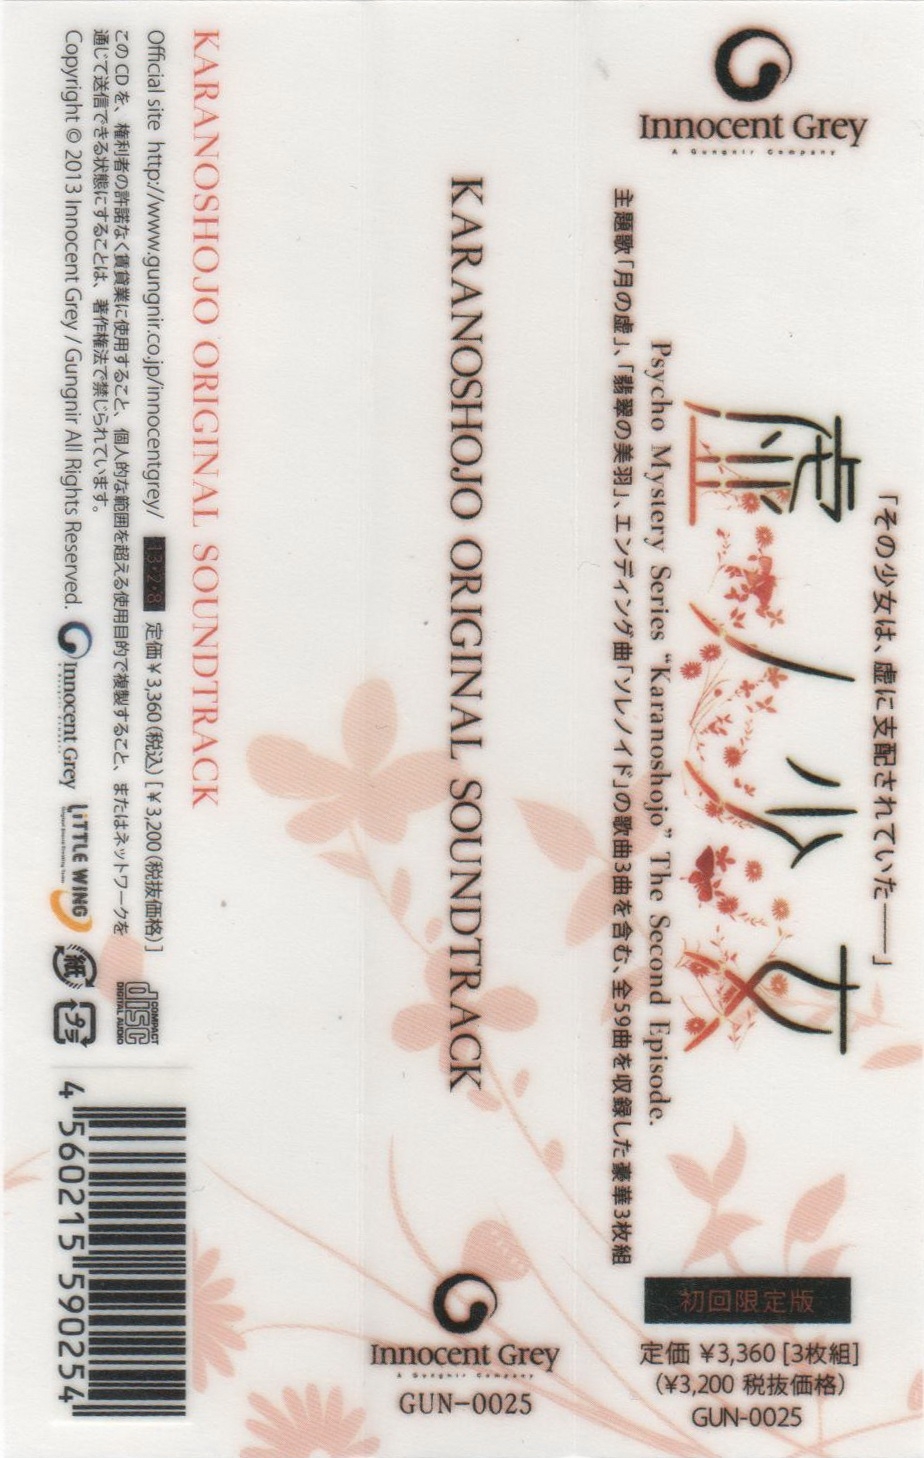 Innocent Grey
A Gungnir Company
「その少女は、虚に支配されていた――」
虚ノ少女
Psycho Mystery Series “Karanoshojo” The Second Episode.
主題歌「月の虚」、「翡翠の美羽」、エンディング曲「ソレノイド」の歌曲3曲を含む、全59曲を収録した豪華3枚組
初回限定版
定価 ¥3,360 [3枚組]
(¥3,200 税抜価格)
GUN-0025
KARANOSHOJO ORIGINAL SOUNDTRACK
Innocent Grey
A Gungnir Company
GUN-0025
KARANOSHOJO ORIGINAL SOUNDTRACK
Official site http://www.gungnir.co.jp/innocentgrey/ 13・2・8 定価¥3,360(税込) [¥3,200(税抜価格)]
このCDを、権利者の許諾なく賃貸業に使用すること、個人的な範囲を超える使用目的で複製すること、またはネットワークを
通じて送信できる状態にすることは、著作権法で禁じられています。
Copyright © 2013 Innocent Grey / Gungnir All Rights Reserved.
Innocent Grey
LiTTLE WiNG
紙
プラ
COMPACT
disc
DIGITAL AUDIO
4 560215 590254